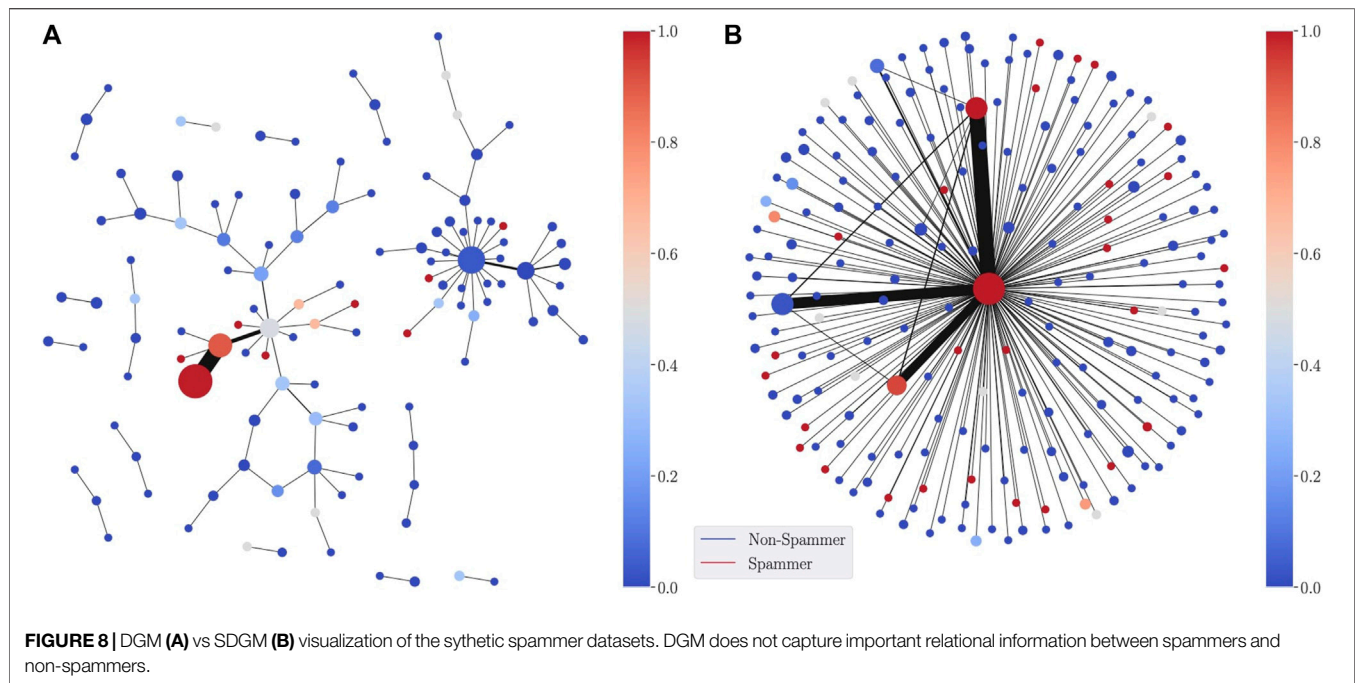 A
1.0
0.8
0.6
0.4
0.2
0.0
B
Non-Spammer
Spammer
1.0
0.8
0.6
0.4
0.2
0.0
FIGURE 8 | DGM (A) vs SDGM (B) visualization of the sythetic spammer datasets. DGM does not capture important relational information between spammers and
non-spammers.